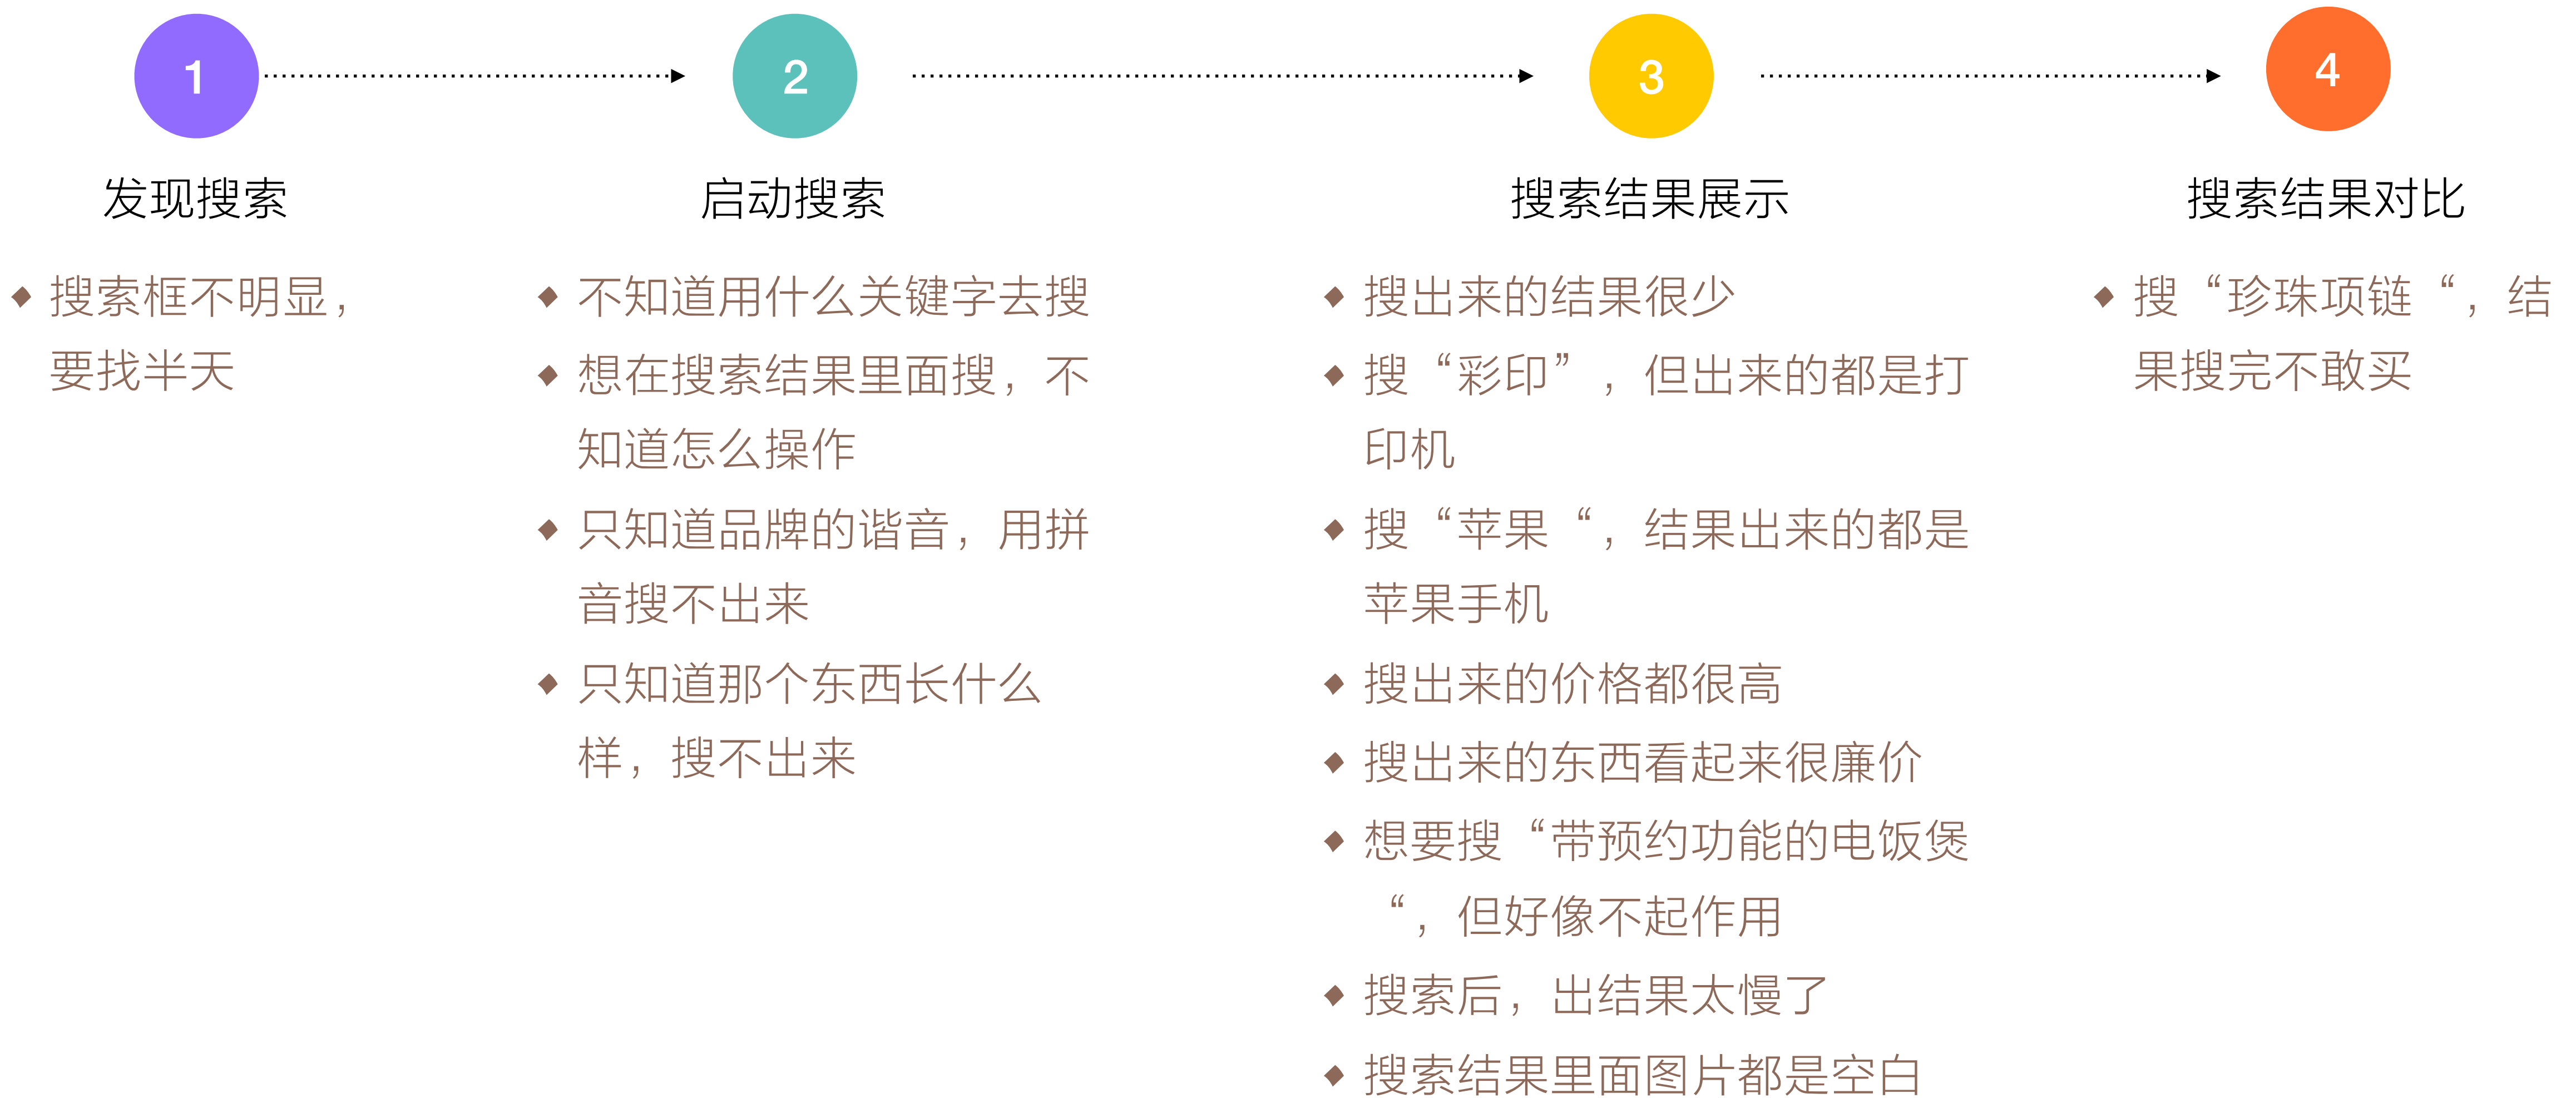 1
发现搜索
搜索框不明显，
要找半天
2
启动搜索
不知道用什么关键字去搜
想在搜索结果里面搜，不
知道怎么操作
只知道品牌的谐音，用拼
音搜不出来
只知道那个东西长什么
样，搜不出来
3
搜索结果展示
搜出来的结果很少
搜“彩印”，但出来的都是打
印机
搜“苹果“，结果出来的都是
苹果手机
搜出来的价格都很高
搜出来的东西看起来很廉价
想要搜“带预约功能的电饭煲
“，但好像不起作用
搜索后，出结果太慢了
搜索结果里面图片都是空白
4
搜索结果对比
搜“珍珠项链“，结
果搜完不敢买